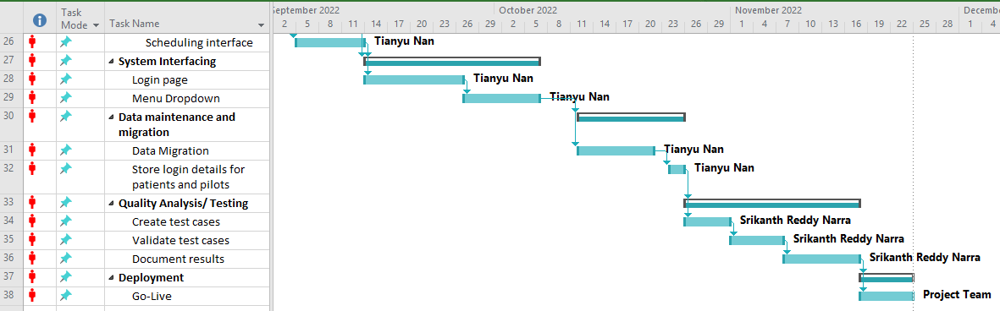 September 2022 October 2022 November 2022 Decemb
Task Mode Task Name 2 5 8 11 14 17 20 23 26 29 2 5 8 11 14 17 20 23 26 29 1 4 7 10 13 16 19 22 25 28 1 4
26 Scheduling interface Tianyu Nan
27 System Interfacing
28 Login page Tianyu Nan
29 Menu Dropdown Tianyu Nan
30 Data maintenance and
migration
31 Data Migration Tianyu Nan
32 Store login details for Tianyu Nan
patients and pilots
33 Quality Analysis/ Testing
34 Create test cases Srikanth Reddy Narra
35 Validate test cases Srikanth Reddy Narra
36 Document results Srikanth Reddy Narra
37 Deployment
38 Go-Live Project Team